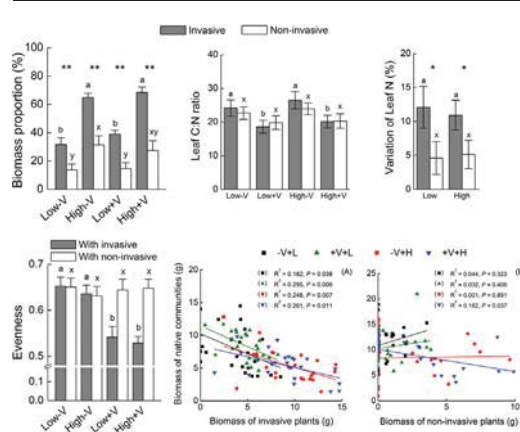 Invasive
Non-invasive
Biomass proportion (%)
100
80
60
40
20
0
** ** ** **
b
y
a
x
b
y
a
xy
Low-V
High-V
Low+V
High+V
Leaf C:N ratio
40
30
20
10
0
a x b x a x b x
Low-V
High-V
Low+V
High+V
Variation of Leaf N (%)
20
15
10
5
0
* *
a
x
a
x
Low
High
With invasive
With non-invasive
Evenness
0.7
0.6
0.5
0.1
0.0
a x a x b x b x
Low-V
High-V
Low+V
High+V
-V+L
+V+L
-V+H
+V+H
Biomass of native communities (g)
20
15
10
5
0
(A)
R² = 0.182, P = 0.038
R² = 0.295, P = 0.006
R² = 0.248, P = 0.007
R² = 0.261, P = 0.011
0 5 10 15
Biomass of invasive plants (g)
R² = 0.044, P = 0.323
R² = 0.032, P = 0.406
R² = 0.001, P = 0.891
R² = 0.182, P = 0.037
0 5 10
Biomass of non-invasive plants (g)